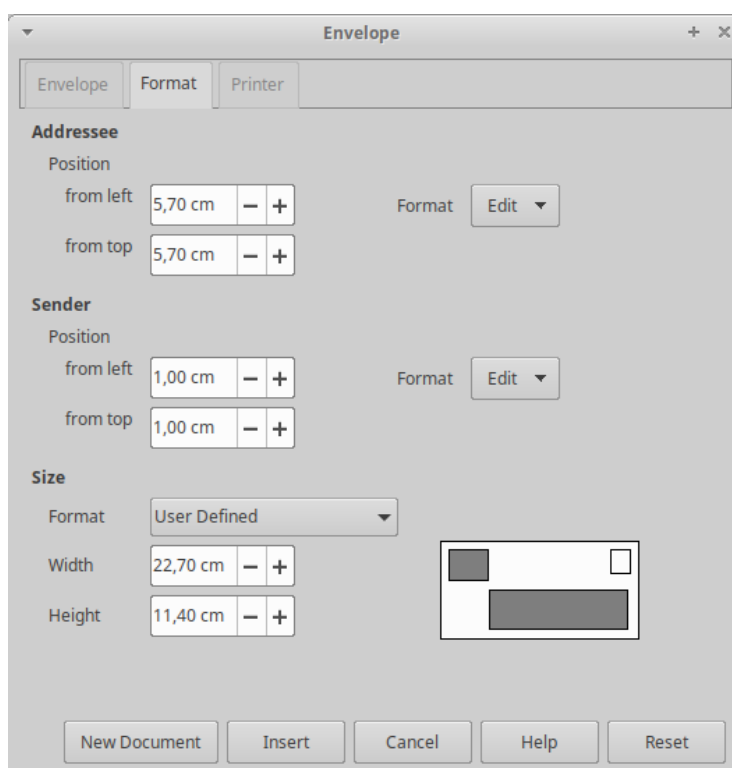 Envelope
Envelope Format Printer
Addressee
Position
from left 5,70 cm Format Edit
from top 5,70 cm
Sender
Position
from left 1,00 cm Format Edit
from top 1,00 cm
Size
Format User Defined
Width 22,70 cm
Height 11,40 cm
New Document Insert Cancel Help Reset